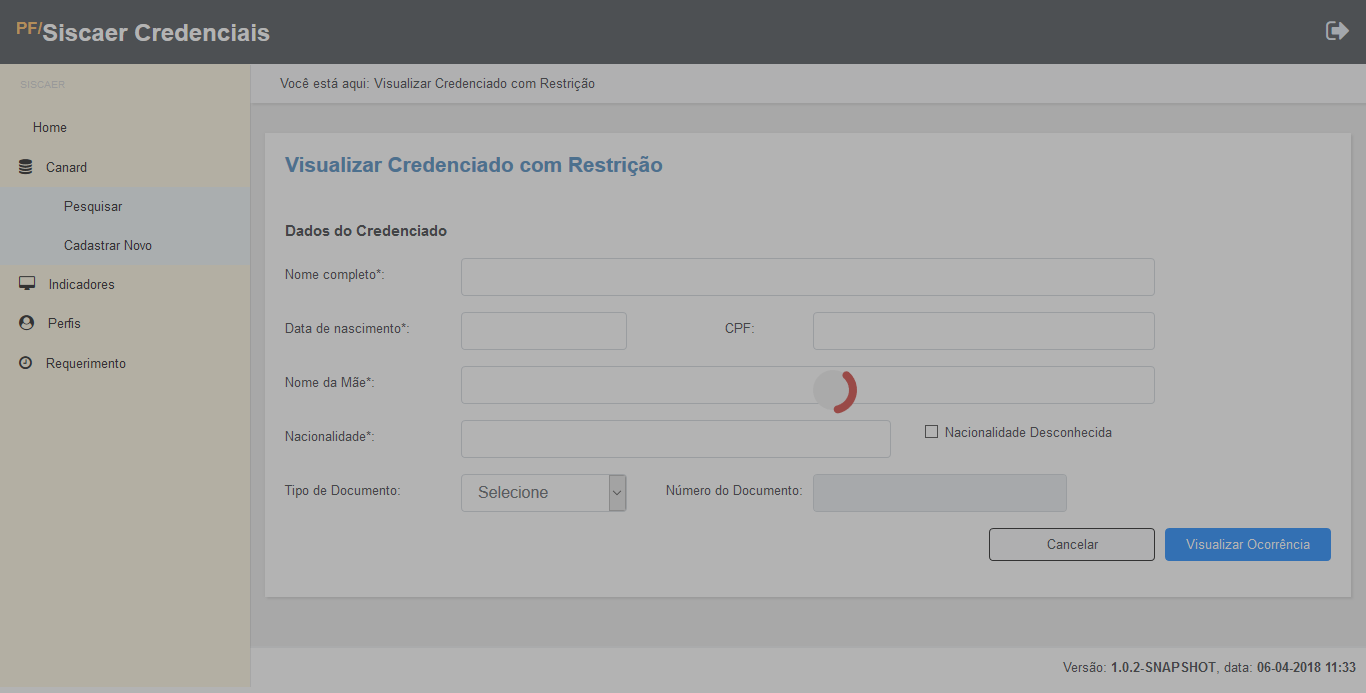 PF/Siscaer Credenciais
SISCAER
Você está aqui: Visualizar Credenciado com Restrição
Home
Canard
Pesquisar
Cadastrar Novo
Indicadores
Perfis
Requerimento
Visualizar Credenciado com Restrição
Dados do Credenciado
Nome completo*:
Data de nascimento*: CPF:
Nome da Mãe*:
Nacionalidade*: Nacionalidade Desconhecida
Tipo de Documento: Selecione Número do Documento:
Cancelar Visualizar Ocorrência
Versão: 1.0.2-SNAPSHOT, data: 06-04-2018 11:33